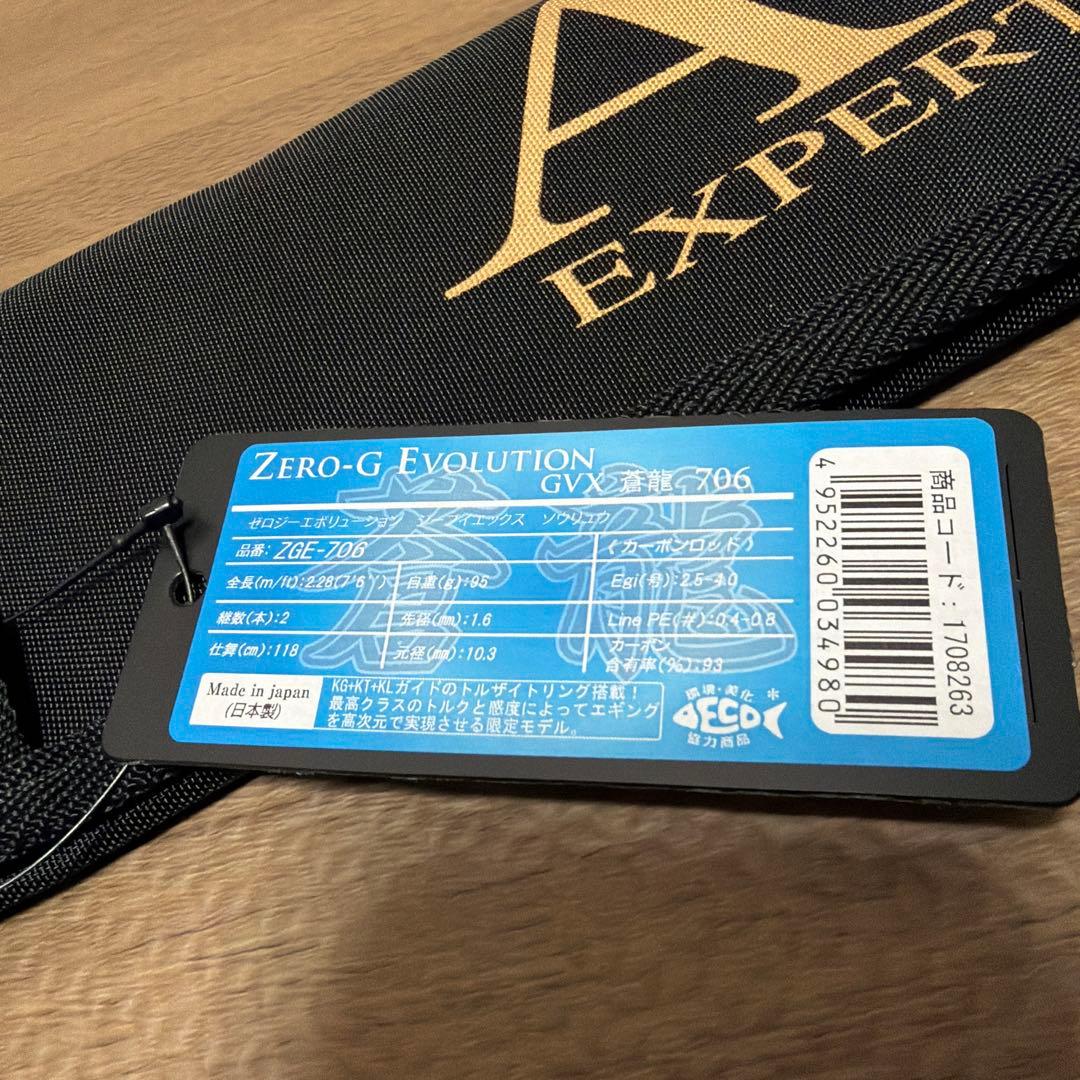 EXPERT
ZERO-G EVOLUTION
GVX 蒼龍 706
ゼロジーエボリューション ジーブイエックス ソウリュウ
品番: ZGE-706
《カーボンロッド》
全長(m/ft):2.28(7'6")
自重(g):95
Egi(号):2.5-4.0
継数(本):2
先径(mm):1.6
Line PE(#):0.4-0.8
仕舞(cm):118
元径(mm):10.3
カーボン
含有率(%):93
Made in japan
(日本製)
KG+KT+KLガイドのトルザイトリング搭載!
最高クラスのトルクと感度によってエギング
を高次元で実現させる限定モデル。
環境・美化
ECO
協力商品
蒼龍
4952260034980
商品コード:1708263